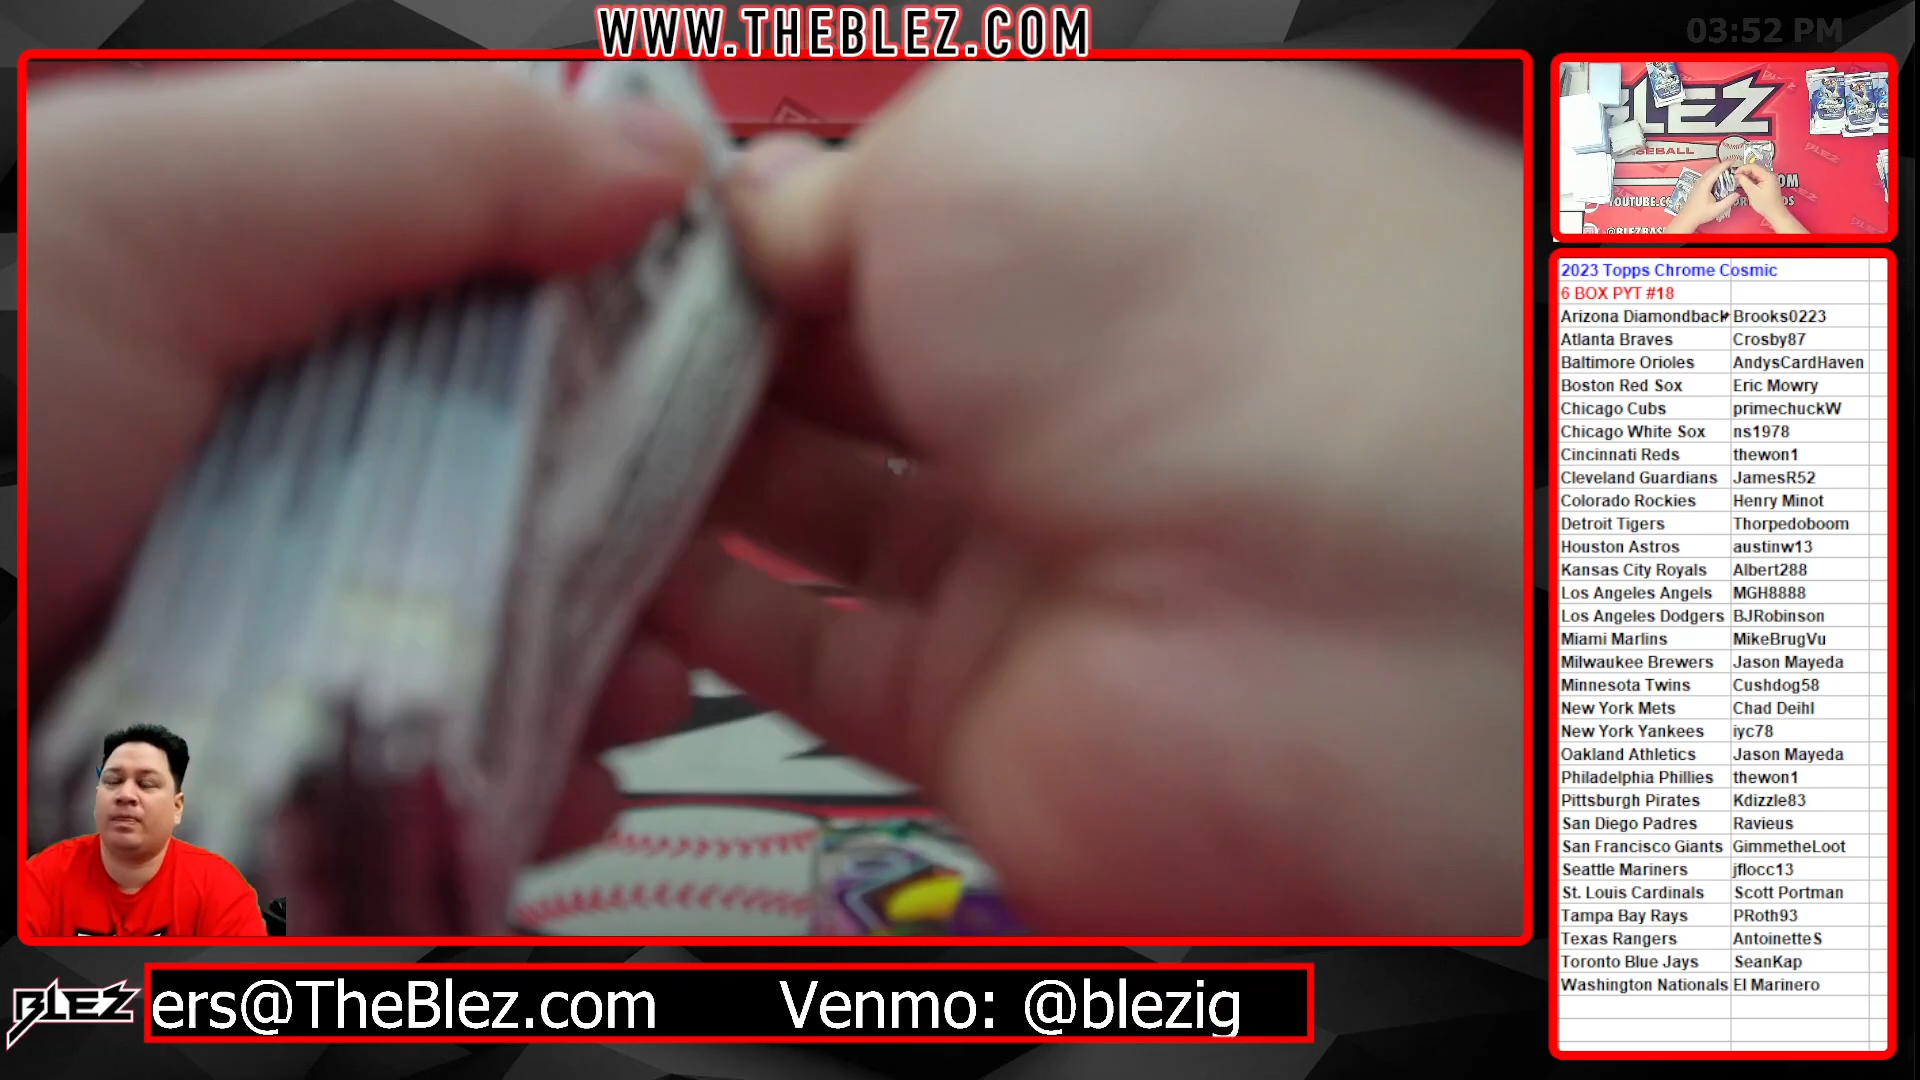 WWW.THEBLEZ.COM
03:52 PM
BLEZ
YOUTUBE.C
2023 Topps Chrome Cosmic
6 BOX PYT #18
Arizona Diamondback Brooks0223
Atlanta Braves Crosby87
Baltimore Orioles AndysCardHaven
Boston Red Sox Eric Mowry
Chicago Cubs primechuckW
Chicago White Sox ns1978
Cincinnati Reds thewon1
Cleveland Guardians JamesR52
Colorado Rockies Henry Minot
Detroit Tigers Thorpedoboom
Houston Astros austinw13
Kansas City Royals Albert288
Los Angeles Angels MGH8888
Los Angeles Dodgers BJRobinson
Miami Marlins MikeBrugVu
Milwaukee Brewers Jason Mayeda
Minnesota Twins Cushdog58
New York Mets Chad Deihl
New York Yankees iyc78
Oakland Athletics Jason Mayeda
Philadelphia Phillies thewon1
Pittsburgh Pirates Kdizzle83
San Diego Padres Ravieus
San Francisco Giants GimmetheLoot
Seattle Mariners jflocc13
St. Louis Cardinals Scott Portman
Tampa Bay Rays PRoth93
Texas Rangers AntoinetteS
Toronto Blue Jays SeanKap
Washington Nationals El Marinero
BLEZ
ers@TheBlez.com Venmo: @blezig